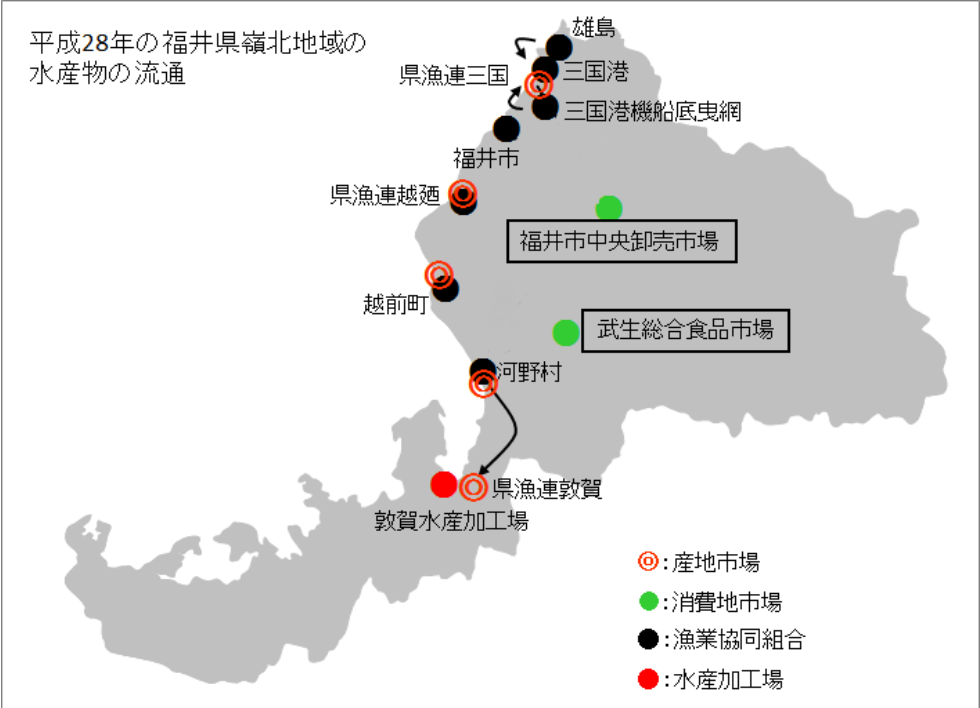 平成28年の福井県嶺北地域の
水産物の流通
雄島
県漁連三国
三国港
三国港機船底曳網
福井市
県漁連越廼
福井市中央卸売市場
越前町
武生総合食品市場
河野村
県漁連敦賀
敦賀水産加工場
:産地市場
:消費地市場
:漁業協同組合
:水産加工場